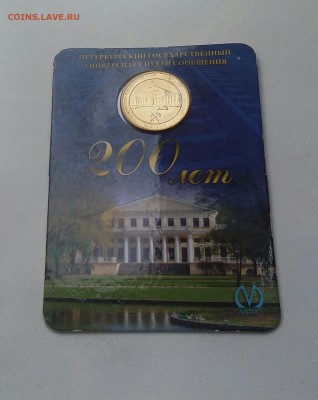 COINS.LAVE.RU
ПЕТЕРБУРГСКИЙ ГОСУДАРСТВЕННЫЙ
УНИВЕРСИТЕТ ПУТЕЙ СООБЩЕНИЯ
200 лет